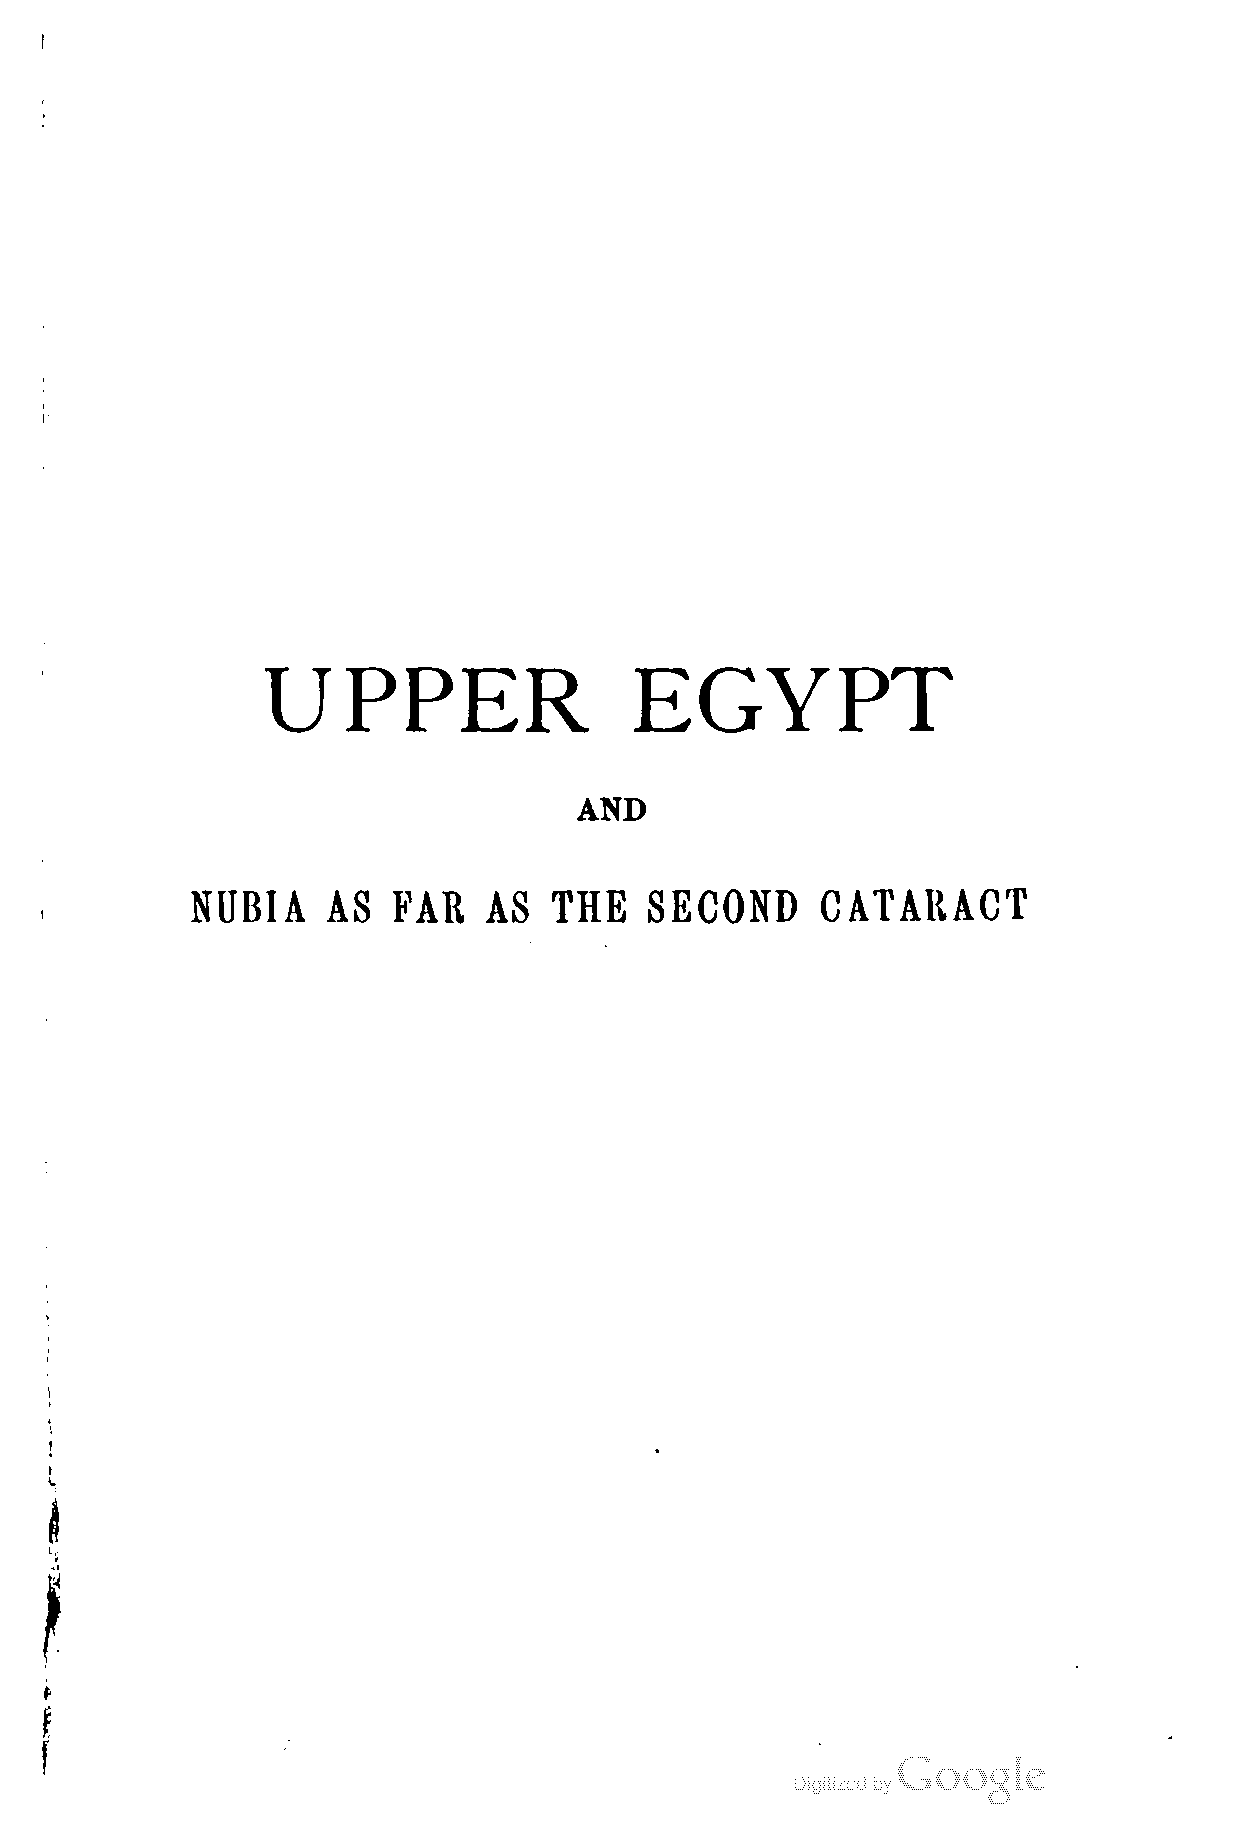 UPPER EGYPT
AND
NUBIA AS FAR AS THE SECOND CATARACT
Digitized by Google